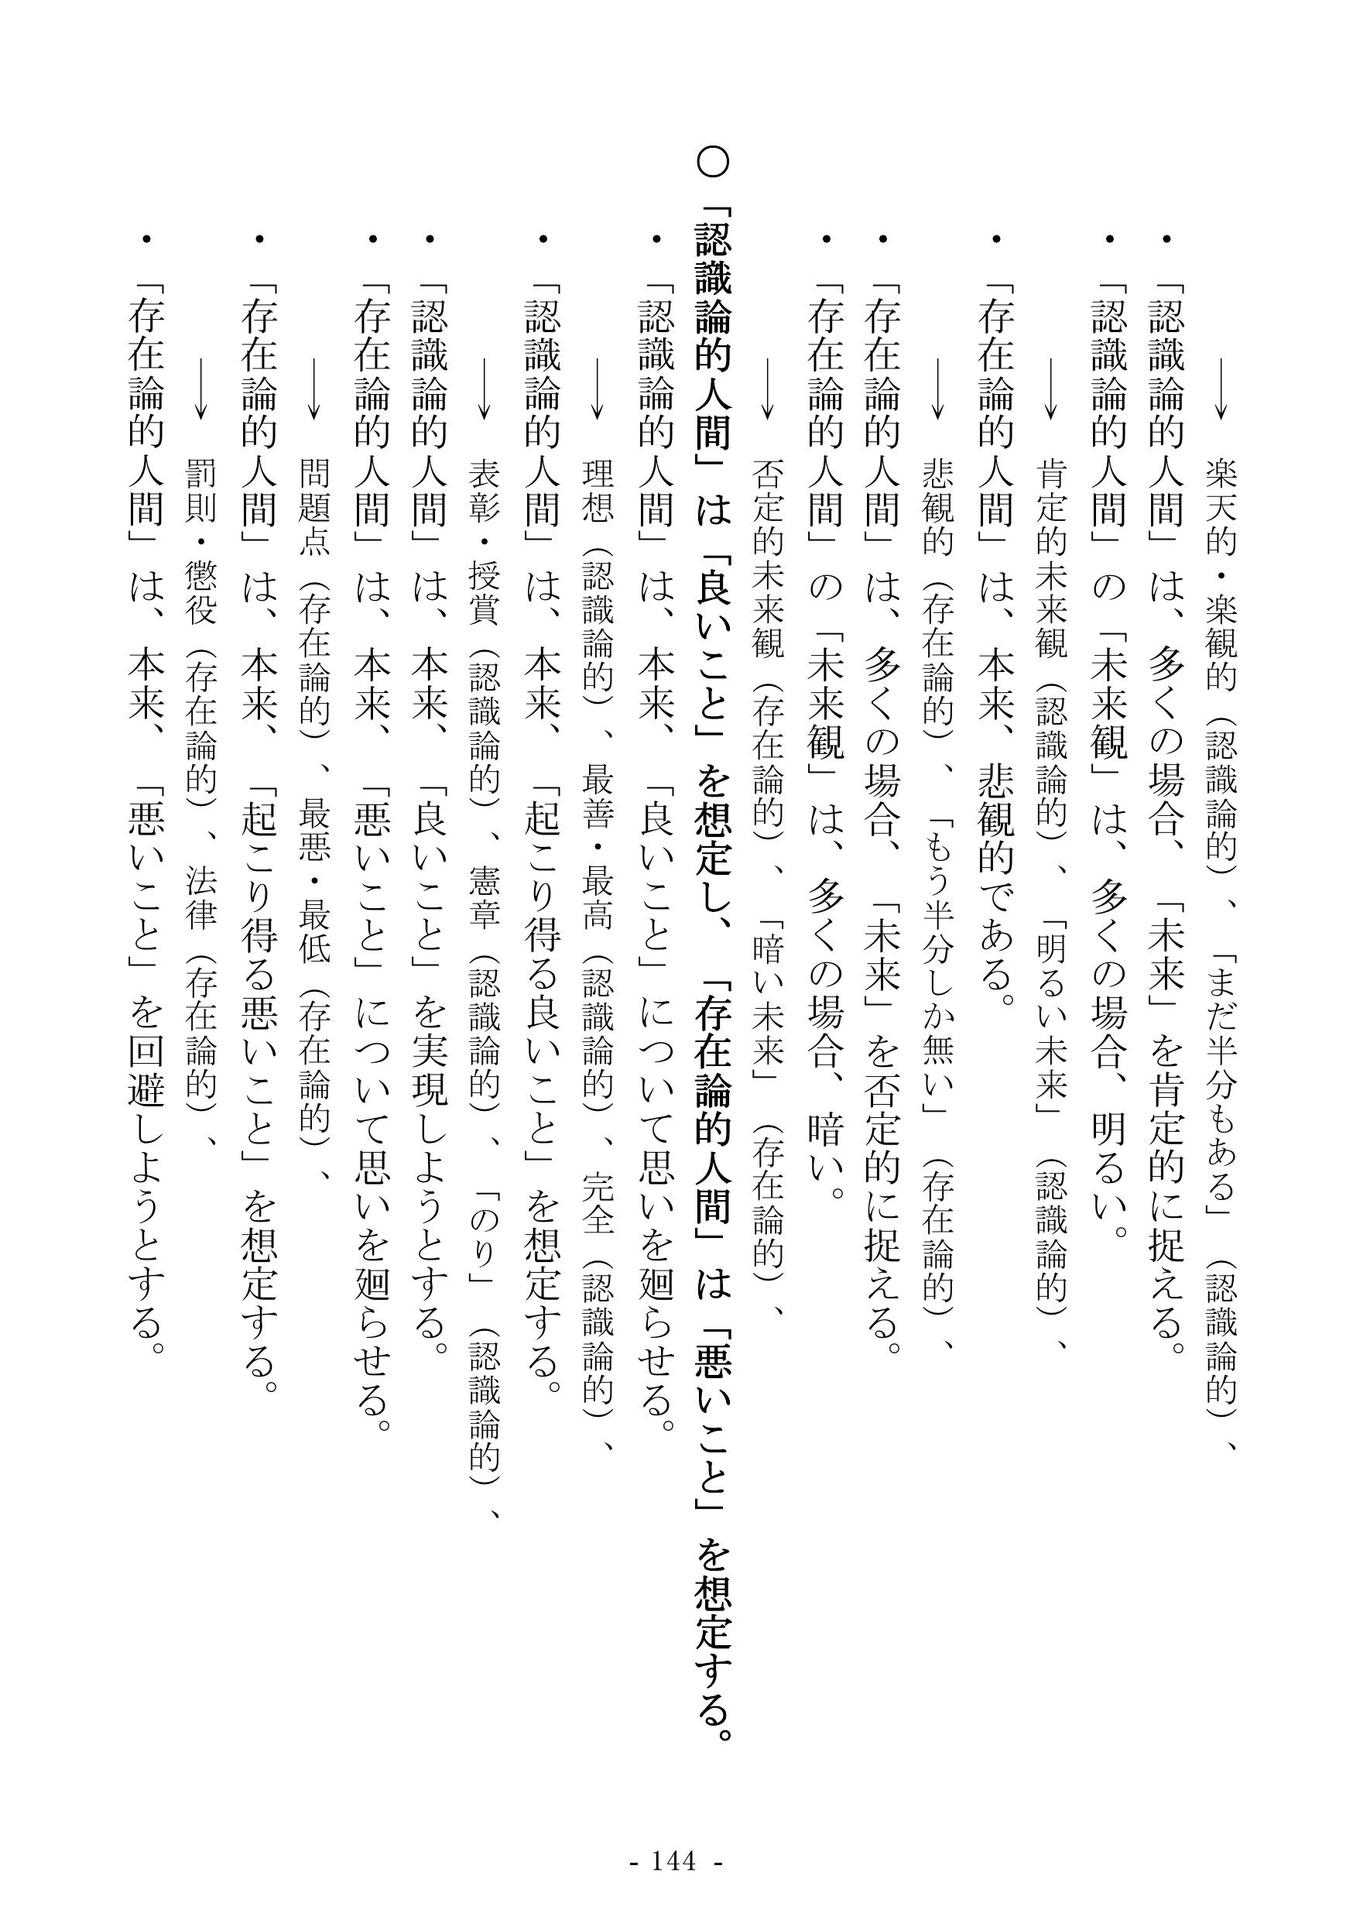 → 楽天的・楽観的（認識論的）、「まだ半分もある」（認識論的）、
・「認識論的人間」は、多くの場合、「未来」を肯定的に捉える。
・「認識論的人間」の「未来観」は、多くの場合、明るい。
→ 肯定的未来観（認識論的）、「明るい未来」（認識論的）、
・「存在論的人間」は、本来、悲観的である。
→ 悲観的（存在論的）、「もう半分しか無い」（存在論的）、
・「存在論的人間」は、多くの場合、「未来」を否定的に捉える。
・「存在論的人間」の「未来観」は、多くの場合、暗い。
→ 否定的未来観（存在論的）、「暗い未来」（存在論的）、
○「認識論的人間」は「良いこと」を想定し、「存在論的人間」は「悪いこと」を想定する。
・「認識論的人間」は、本来、「良いこと」について思いを廻らせる。
→ 理想（認識論的）、最善・最高（認識論的）、完全（認識論的）、
・「認識論的人間」は、本来、「起こり得る良いこと」を想定する。
→ 表彰・授賞（認識論的）、憲章（認識論的）、「のり」（認識論的）、
・「認識論的人間」は、本来、「良いこと」を実現しようとする。
・「存在論的人間」は、本来、「悪いこと」について思いを廻らせる。
→ 問題点（存在論的）、最悪・最低（存在論的）、
・「存在論的人間」は、本来、「起こり得る悪いこと」を想定する。
→ 罰則・懲役（存在論的）、法律（存在論的）、
・「存在論的人間」は、本来、「悪いこと」を回避しようとする。
- 144 -